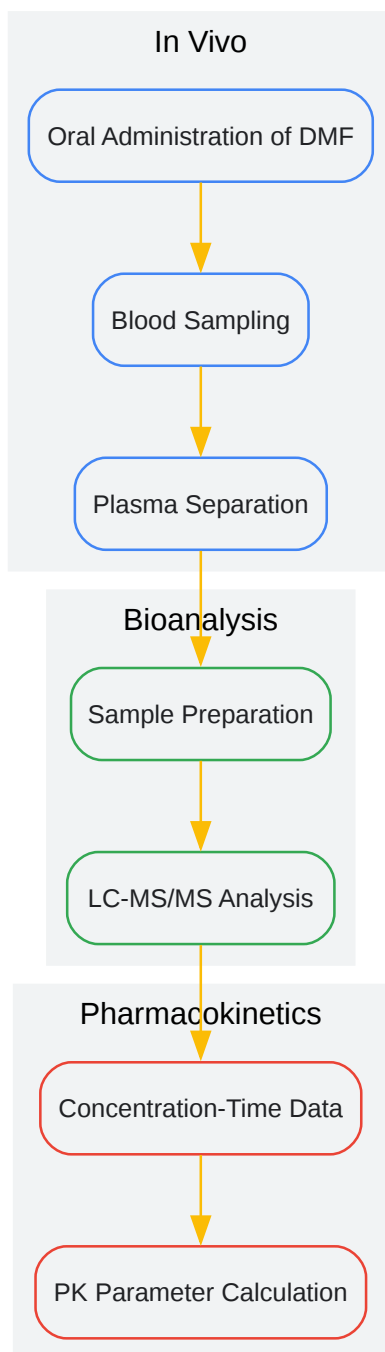 In Vivo
Oral Administration of DMF
Blood Sampling
Plasma Separation
Bioanalysis
Sample Preparation
LC-MS/MS Analysis
Pharmacokinetics
Concentration-Time Data
PK Parameter Calculation